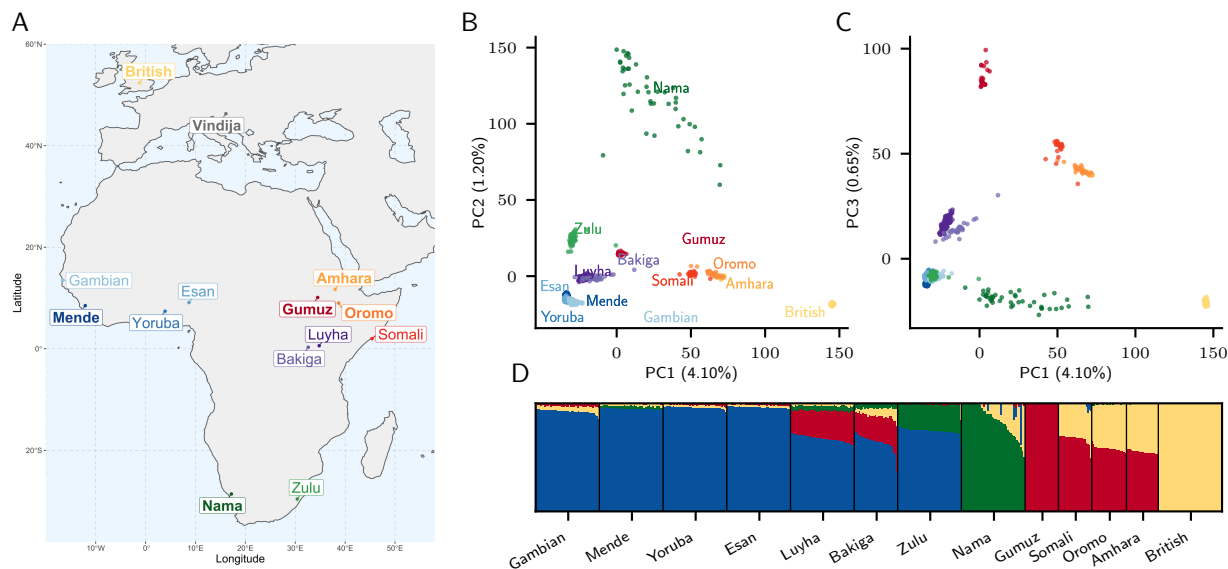 A
60°N
40°N
20°N
0°
20°S
Latitude
British
Vindija
Gambian
Mende
Esan
Yoruba
Amhara
Gumuz
Oromo
Luyha
Somali
Bakiga
Zulu
Nama
10°W
0°
10°E
20°E
30°E
40°E
50°E
Longitude
B
PC2 (1.20%)
150
100
50
0
Nama
Zulu
Gumuz
Bakiga
Luyha
Oromo
Somali
Amhara
Esan
Mende
Yoruba
Gambian
British
0
50
100
150
PC1 (4.10%)
C
PC3 (0.65%)
100
50
0
0
50
100
150
PC1 (4.10%)
D
Gambian
Mende
Yoruba
Esan
Luyha
Bakiga
Zulu
Nama
Gumuz
Somali
Oromo
Amhara
British